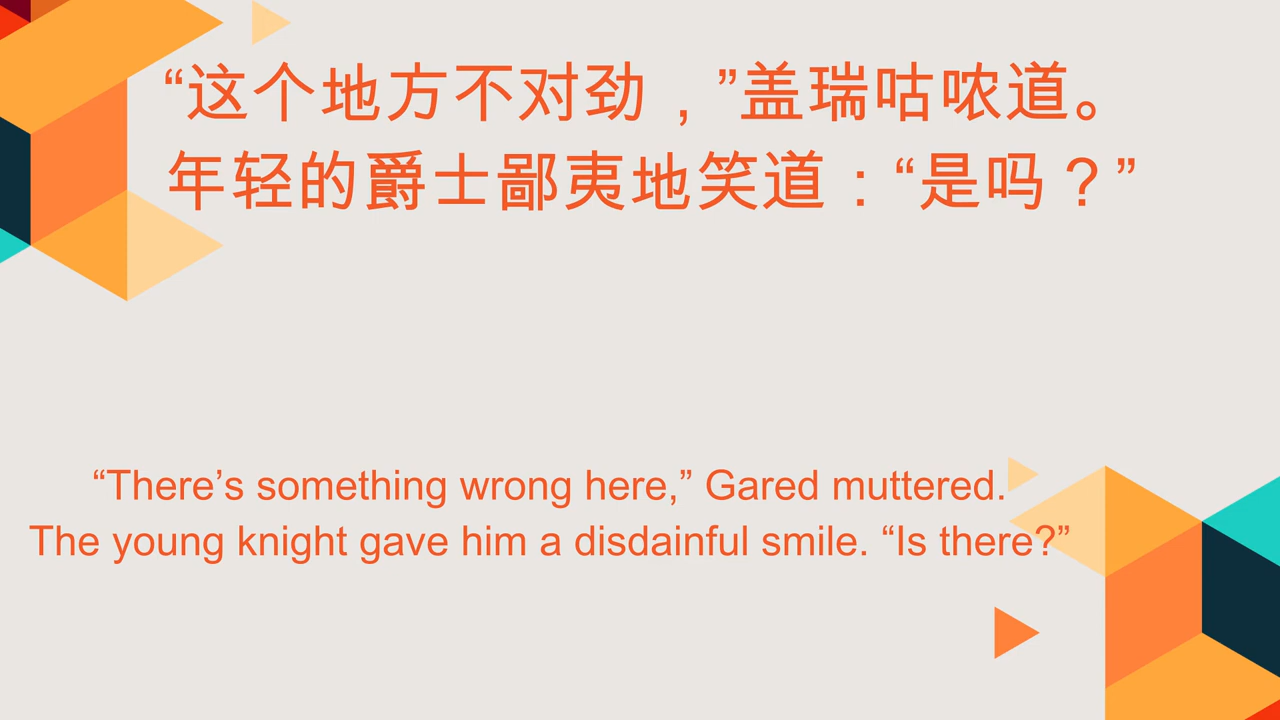 “这个地方不对劲，”盖瑞咕哝道。
年轻的爵士鄙夷地笑道：“是吗？”
“There’s something wrong here,” Gared muttered.
The young knight gave him a disdainful smile. “Is there?”